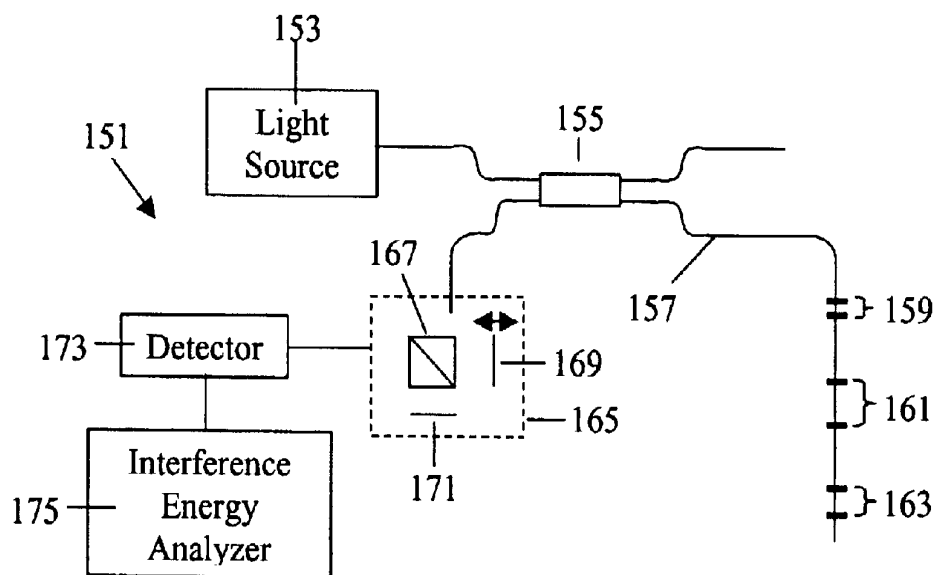 153
Light
Source
151
155
167
157
159
173
Detector
169
161
165
171
Interference
175
Energy
Analyzer
163